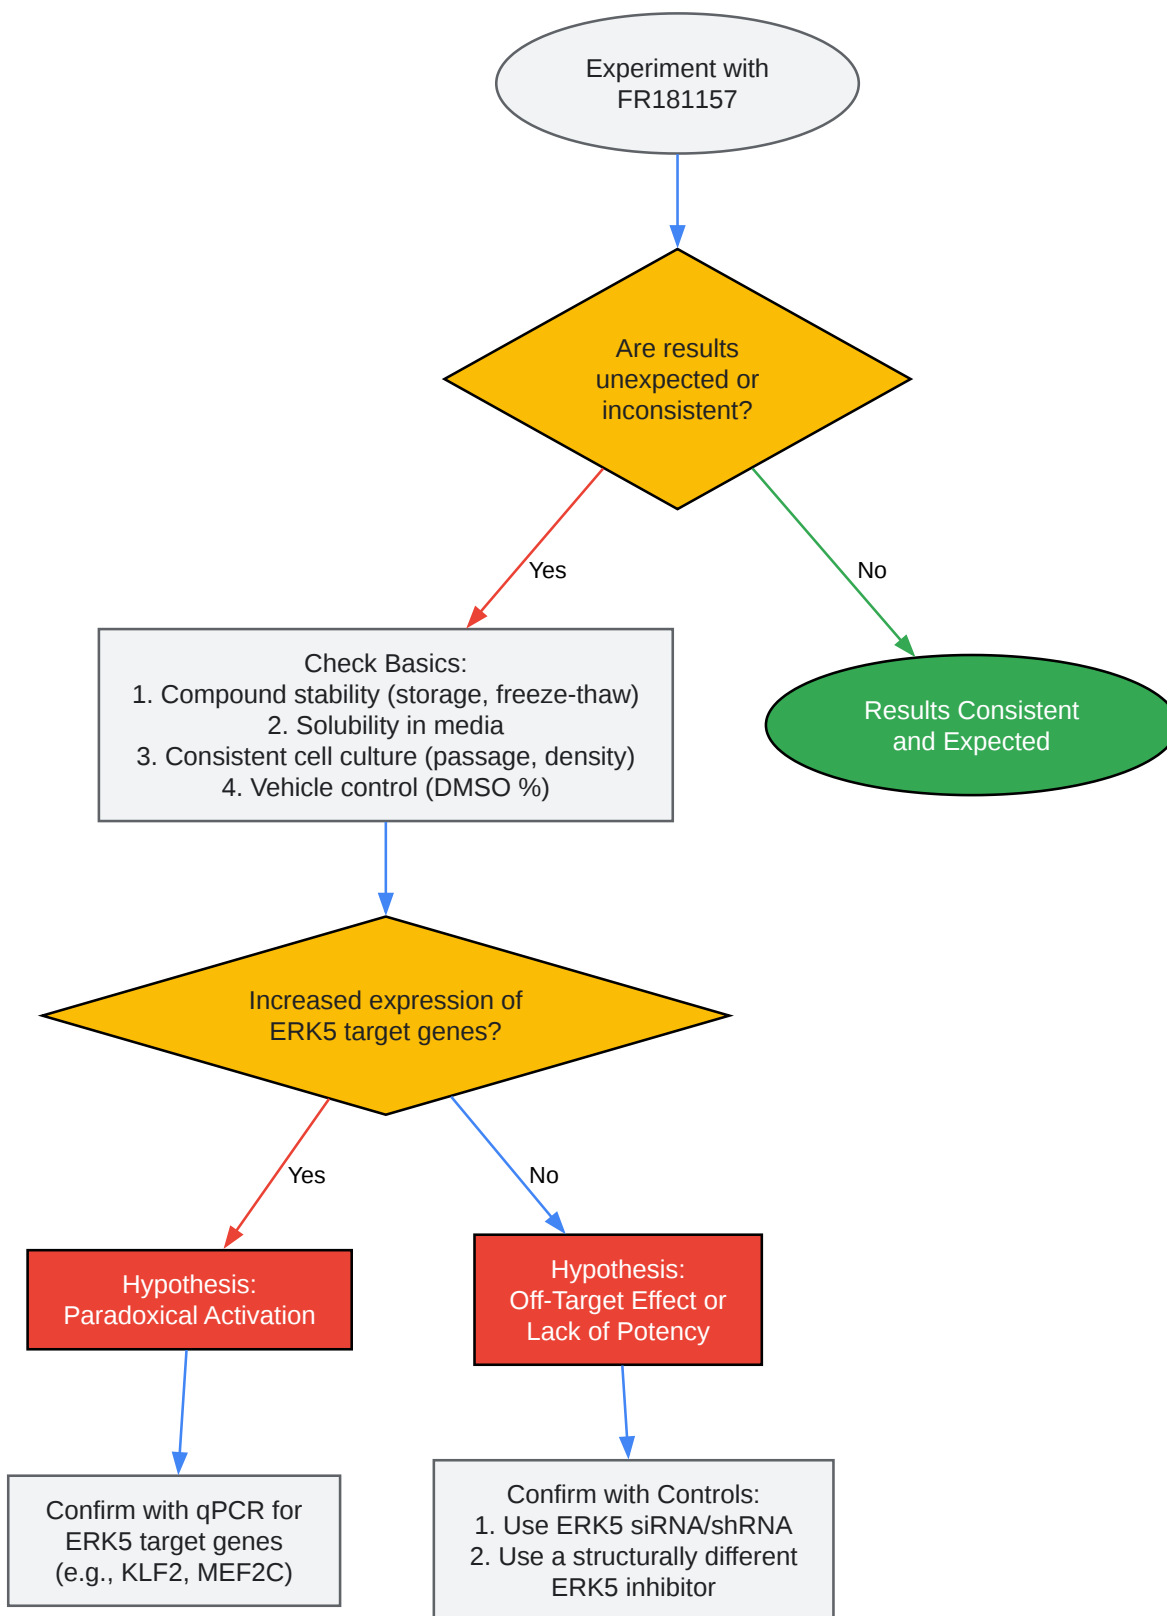 Experiment with
FR181157
Are results
unexpected or
inconsistent?
Yes
No
Check Basics:
1. Compound stability (storage, freeze-thaw)
2. Solubility in media
3. Consistent cell culture (passage, density)
4. Vehicle control (DMSO %)
Results Consistent
and Expected
Increased expression of
ERK5 target genes?
Yes
No
Hypothesis:
Paradoxical Activation
Hypothesis:
Off-Target Effect or
Lack of Potency
Confirm with qPCR for
ERK5 target genes
(e.g., KLF2, MEF2C)
Confirm with Controls:
1. Use ERK5 siRNA/shRNA
2. Use a structurally different
ERK5 inhibitor